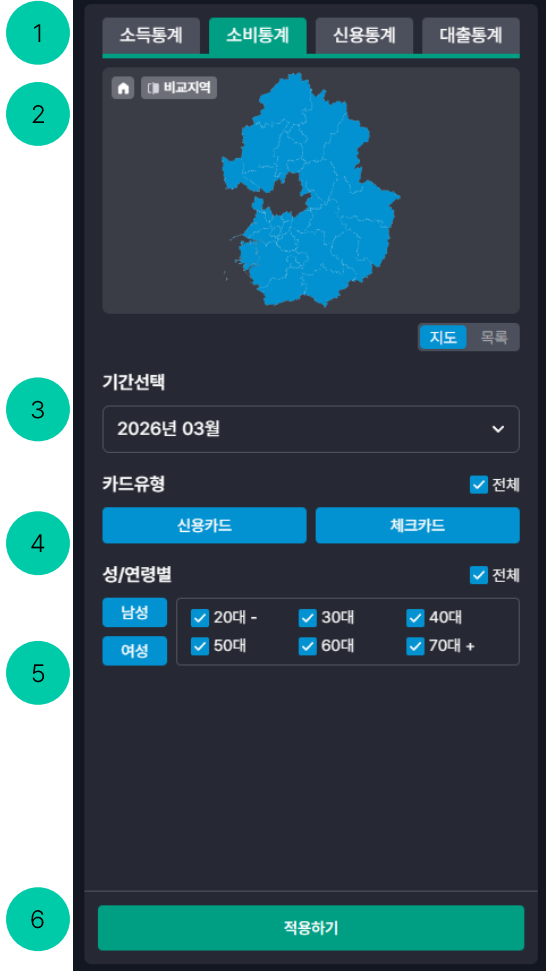 1
소득통계 소비통계 신용통계 대출통계
2
비교지역
지도 목록
기간선택
3
2026년 03월
카드유형 전체
4
신용카드 체크카드
성/연령별 전체
남성 20대 - 30대 40대
여성 50대 60대 70대 +
5
6
적용하기